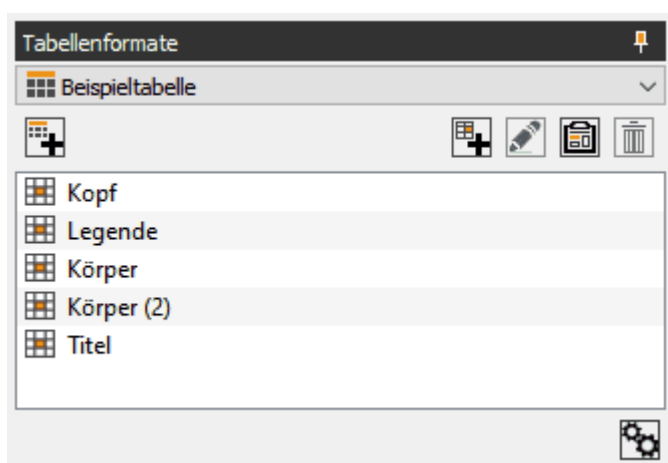 Tabellenformate
Beispieltabelle
Kopf
Legende
Körper
Körper (2)
Titel